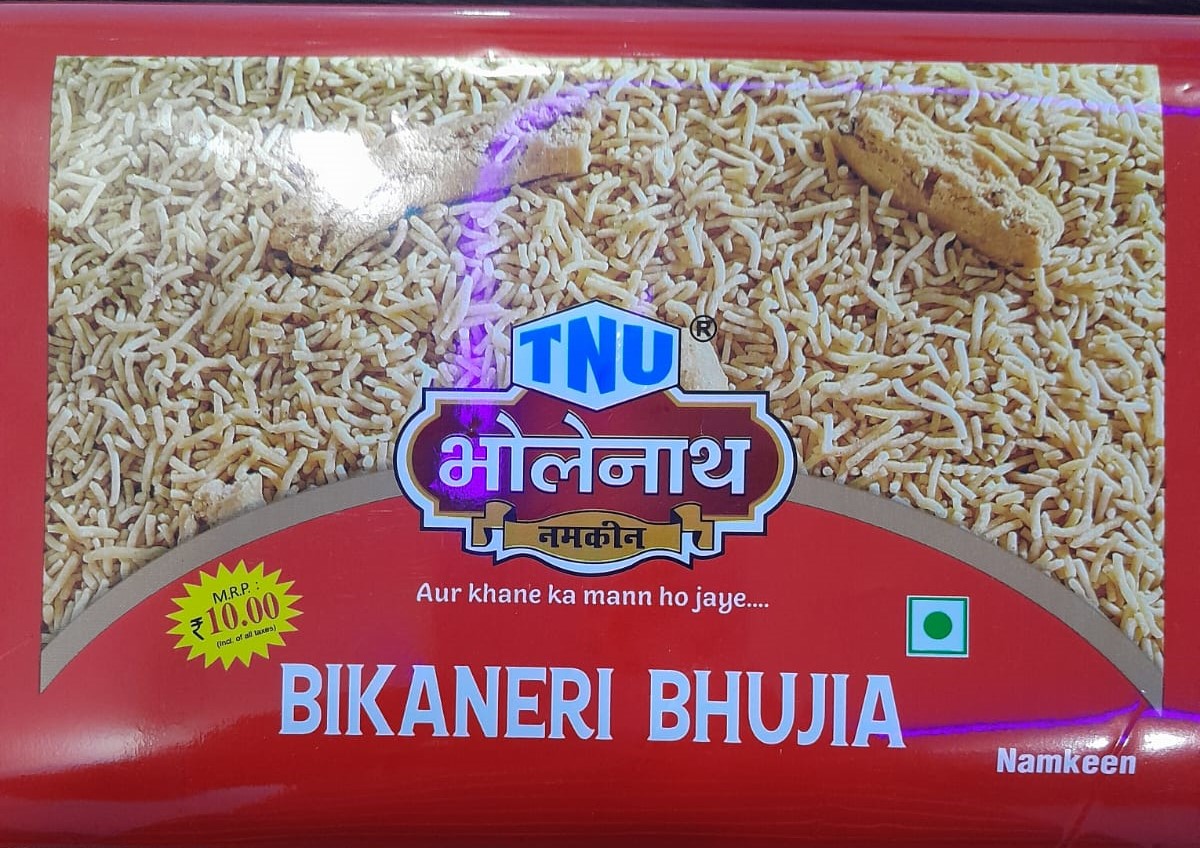 TNU ®
भोलेनाथ
नमकीन
Aur khane ka mann ho jaye....
M.R.P. :
₹10.00
(incl. of all taxes)
BIKANERI BHUJIA
Namkeen